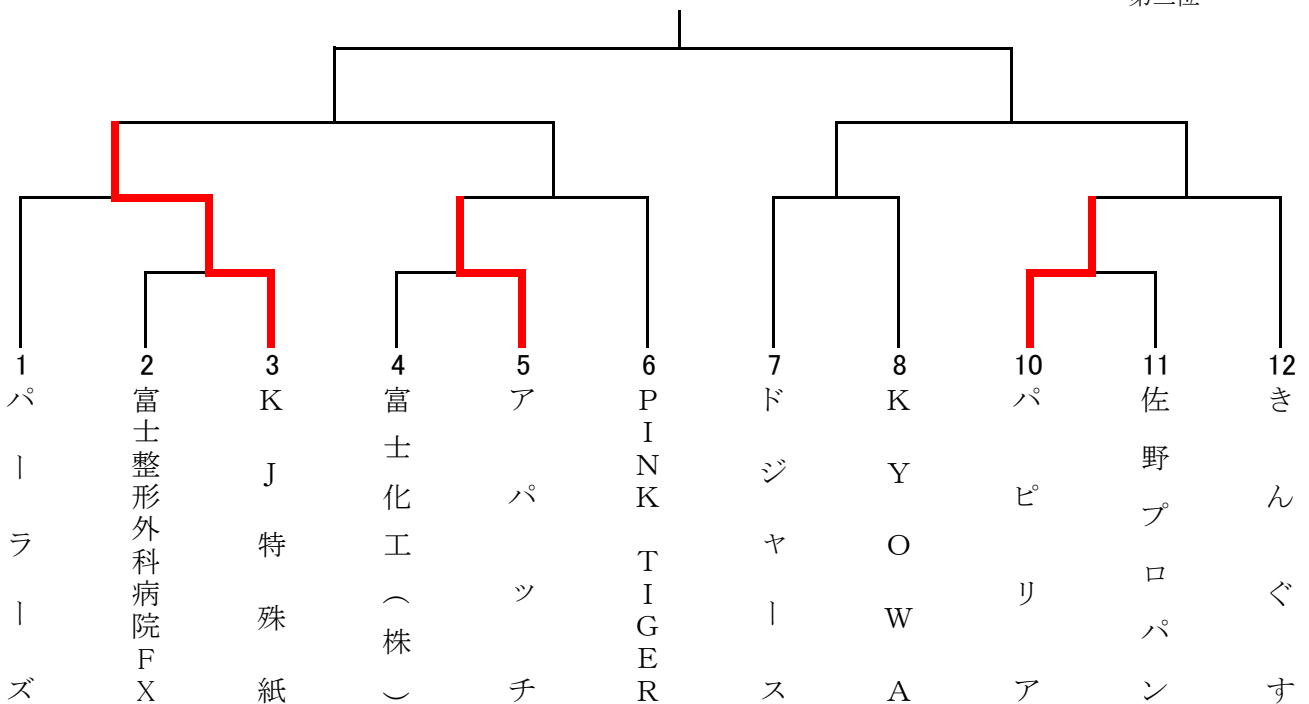 1 2 3 4 5 6 7 8 10 11 12
パーラーズ
富士整形外科病院FX
KJ特殊紙
富士化工(株)
アパッチ
PINK TIGER
ドジャース
KYOWA
パピリア
佐野プロパン
きんぐす